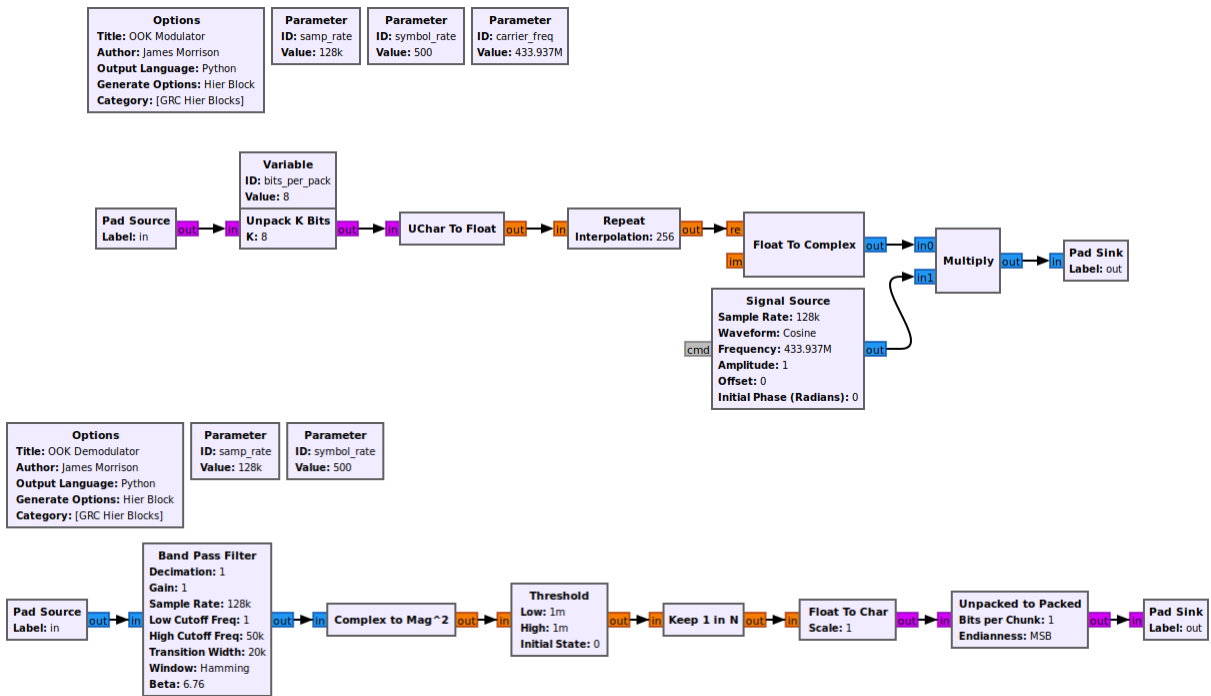 Options
Title: OOK Modulator
Author: James Morrison
Output Language: Python
Generate Options: Hier Block
Category: [GRC Hier Blocks]
Parameter
ID: samp_rate
Value: 128k
Parameter
ID: symbol_rate
Value: 500
Parameter
ID: carrier_freq
Value: 433.937M
Variable
ID: bits_per_pack
Value: 8
Pad Source
Label: in
out
in
Unpack K Bits
K: 8
out
in
UChar To Float
out
in
Repeat
Interpolation: 256
out
re
im
Float To Complex
out
in0
in1
Multiply
out
in
Pad Sink
Label: out
cmd
Signal Source
Sample Rate: 128k
Waveform: Cosine
Frequency: 433.937M
Amplitude: 1
Offset: 0
Initial Phase (Radians): 0
out
Options
Title: OOK Demodulator
Author: James Morrison
Output Language: Python
Generate Options: Hier Block
Category: [GRC Hier Blocks]
Parameter
ID: samp_rate
Value: 128k
Parameter
ID: symbol_rate
Value: 500
Pad Source
Label: in
out
in
Band Pass Filter
Decimation: 1
Gain: 1
Sample Rate: 128k
Low Cutoff Freq: 1
High Cutoff Freq: 50k
Transition Width: 20k
Window: Hamming
Beta: 6.76
out
in
Complex to Mag^2
out
in
Threshold
Low: 1m
High: 1m
Initial State: 0
out
in
Keep 1 in N
out
in
Float To Char
Scale: 1
out
in
Unpacked to Packed
Bits per Chunk: 1
Endianness: MSB
out
in
Pad Sink
Label: out